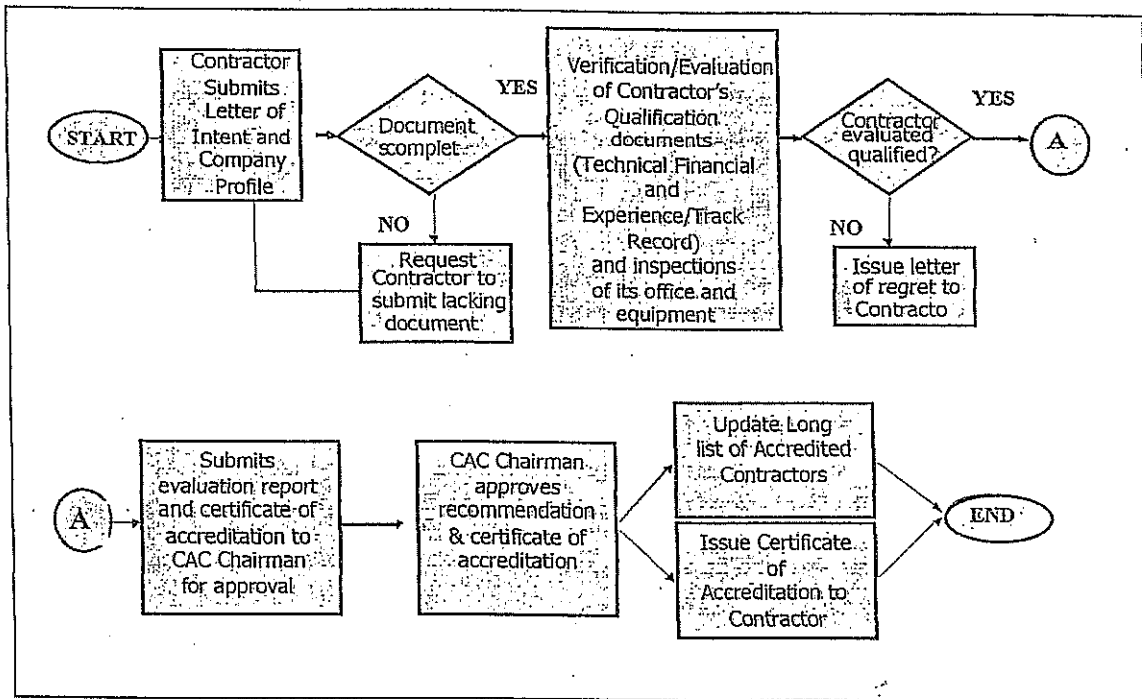 START
Contractor
Submits
Letter of
Intent and
Company
Profile
Document
scomplet
YES
NO
Request
Contractor to
submit lacking
document
Verification/Evaluation
of Contractor's
Qualification
documents
(Technical Financial
and
Experience/Track
Record)
and inspections
of its office and
equipment
Contractor
evaluated
qualified?
YES
A
NO
Issue letter
of regret to
Contracto
A
Submits
evaluation report
and certificate of
accreditation to
CAC Chairman
for approval
CAC Chairman
approves
recommendation
& certificate of
accreditation
Update Long
list of Accredited
Contractors
Issue Certificate
of
Accreditation to
Contractor
END